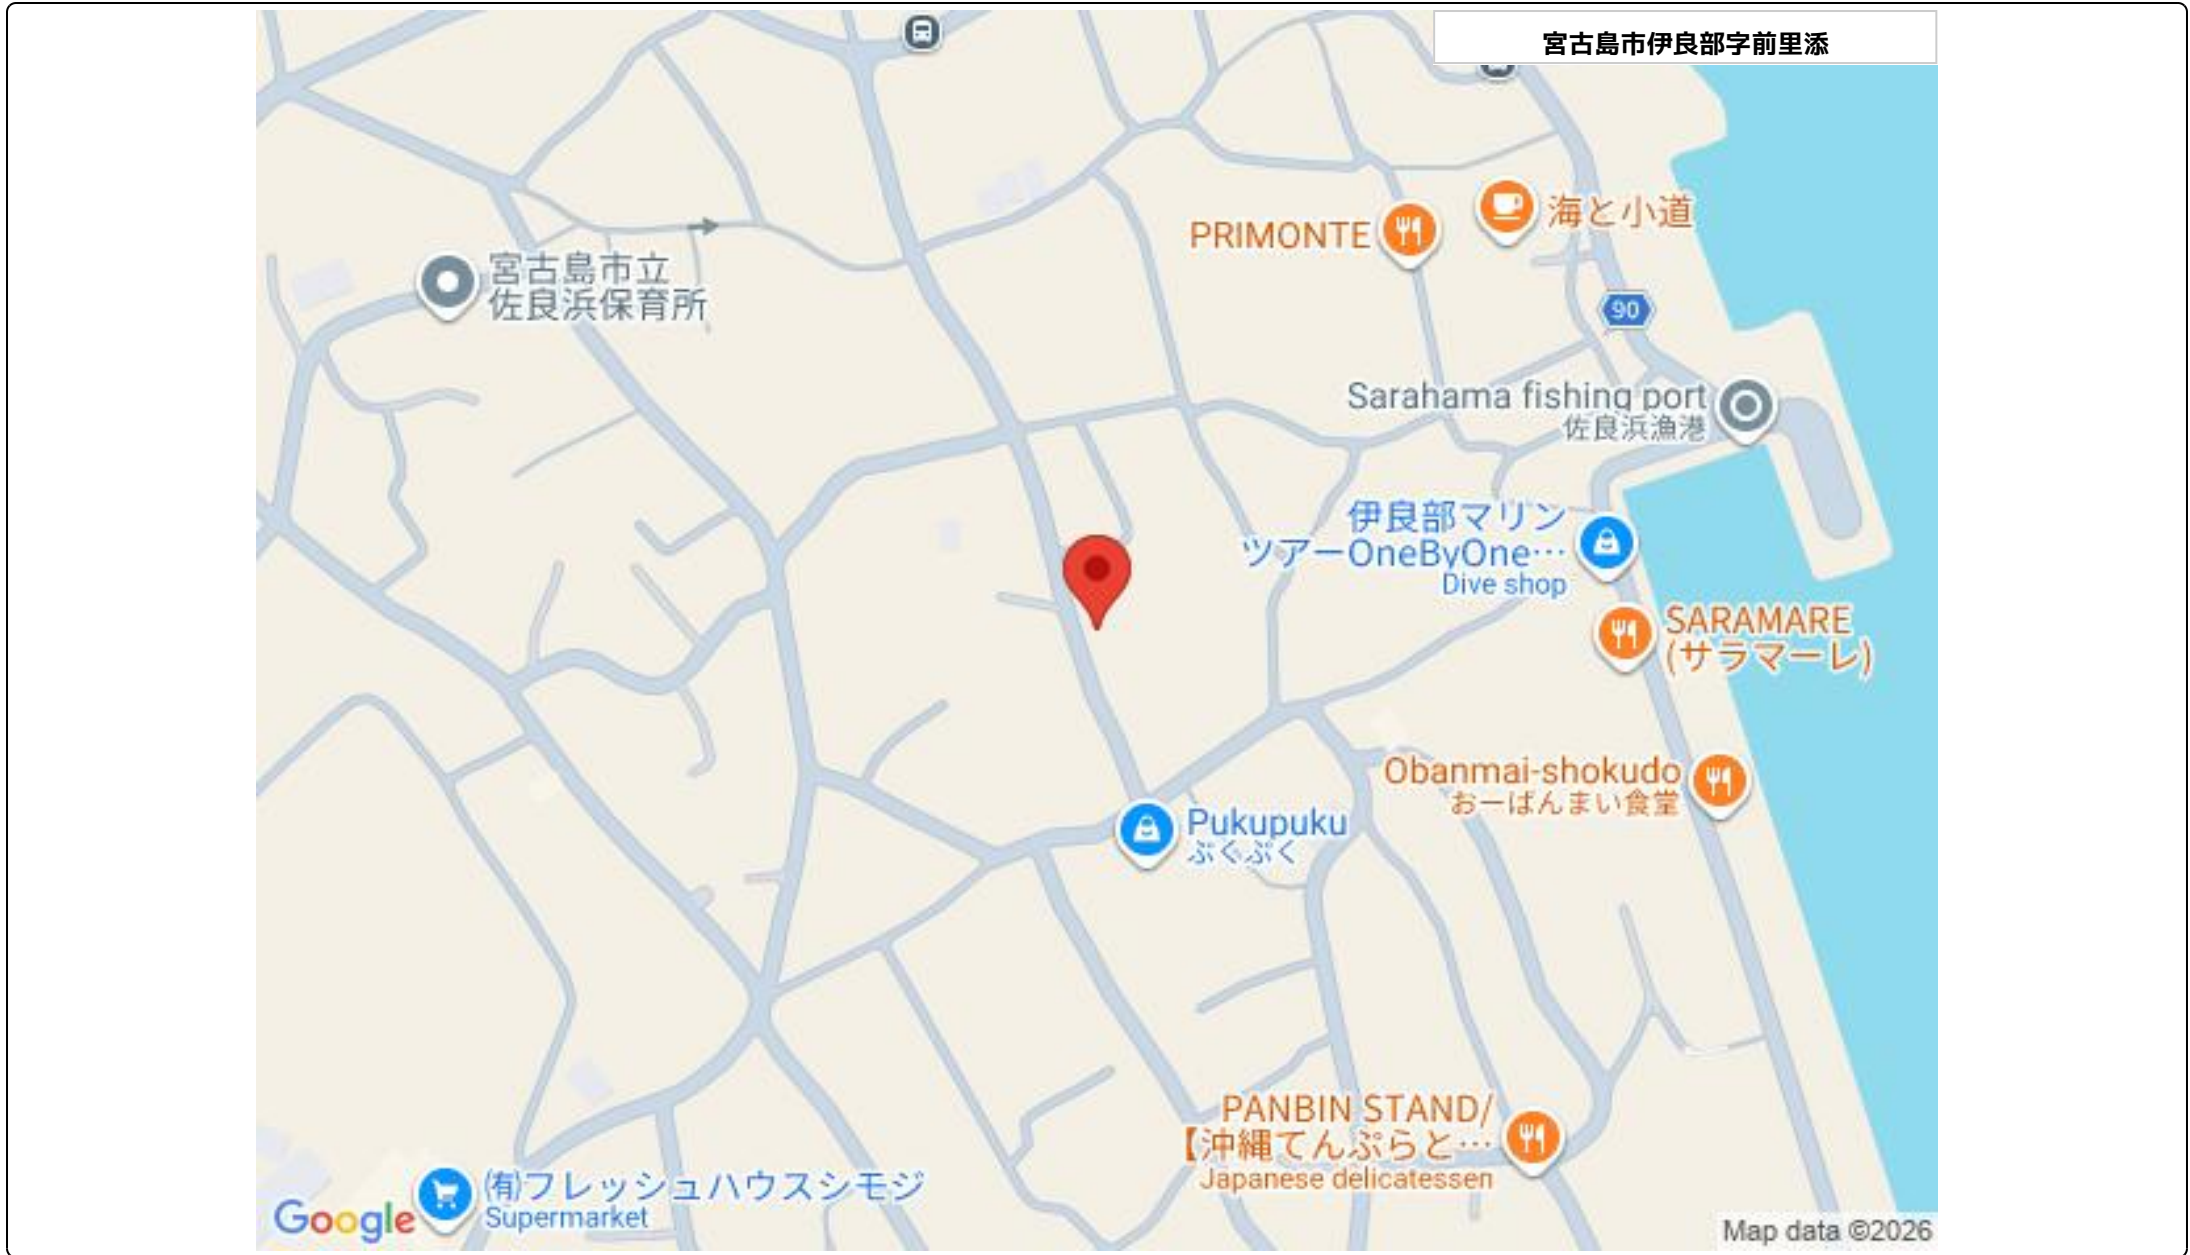 宮古島市伊良部字前里添
PRIMONTE
海と小道
宮古島市立
佐良浜保育所
90
Sarahama fishing port
佐良浜漁港
伊良部マリン
ツアーOneByOne…
Dive shop
SARAMARE
(サラマーレ)
Obanmai-shokudo
おーばんまい食堂
Pukupuku
ぷくぷく
PANBIN STAND/
【沖縄てんぷらと…
Japanese delicatessen
㈲フレッシュハウスシモジ
Supermarket
Google
Map data ©2026